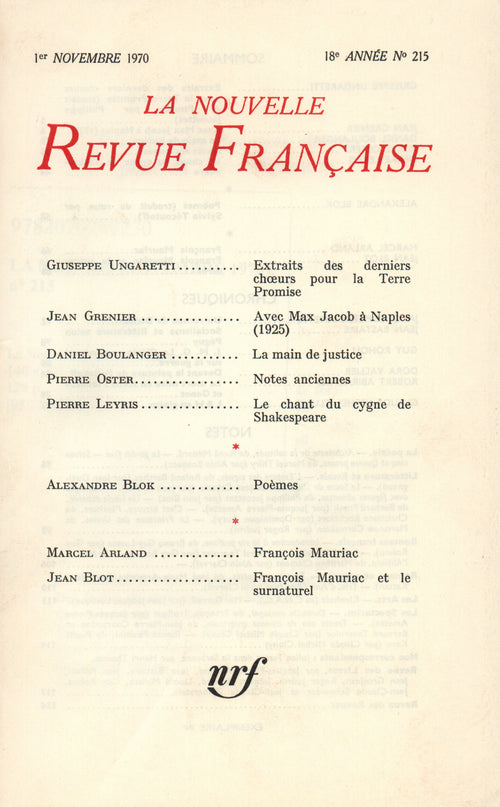 1er NOVEMBRE 1970 18e ANNÉE No 215
LA NOUVELLE
REVUE FRANÇAISE
GIUSEPPE UNGARETTI .......... Extraits des derniers
chœurs pour la Terre
Promise
JEAN GRENIER ............... Avec Max Jacob à Naples
(1925)
DANIEL BOULANGER .......... La main de justice
PIERRE OSTER............... Notes anciennes
PIERRE LEYRIS............... Le chant du cygne de
Shakespeare
*
ALEXANDRE BLOK ............ Poèmes
*
MARCEL ARLAND ............. François Mauriac
JEAN BLOT.................. François Mauriac et le
surnaturel
nrf